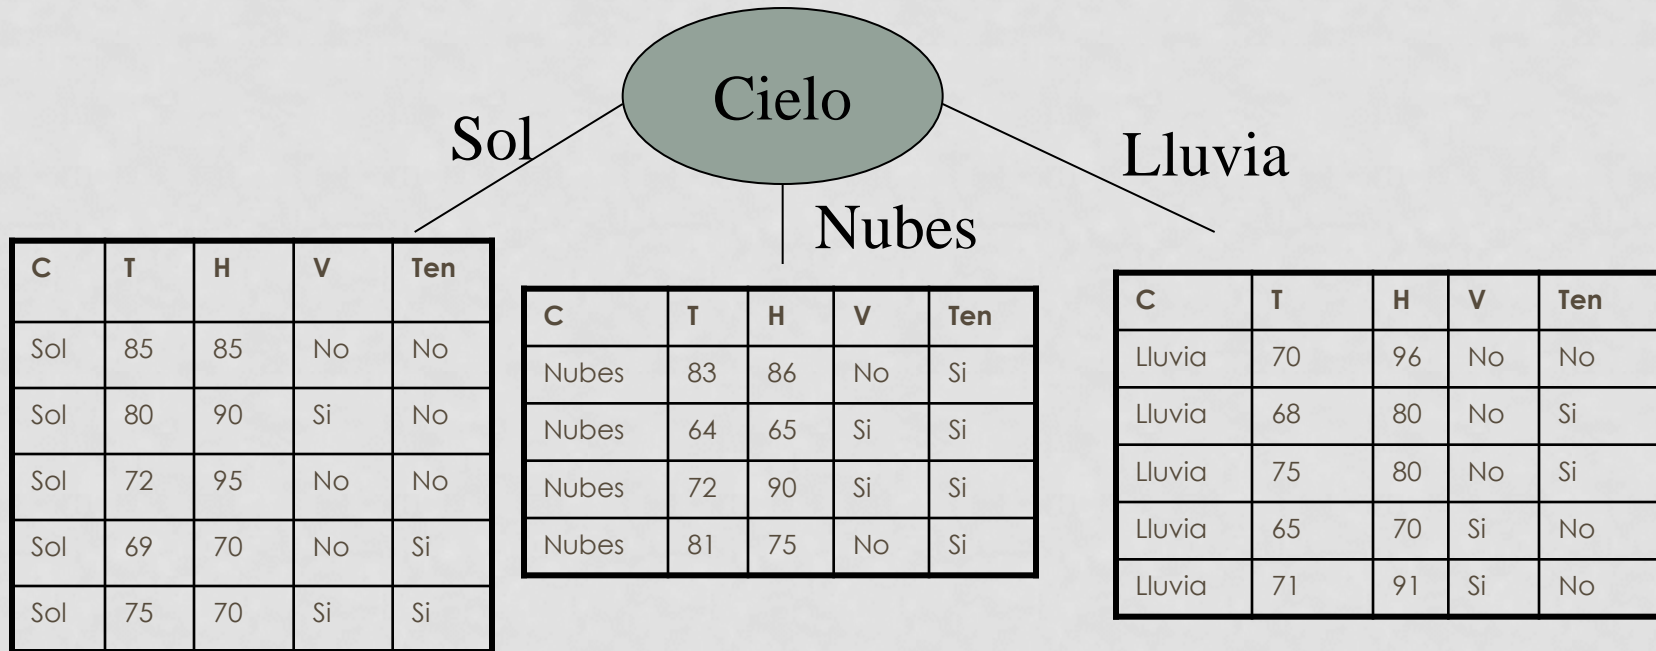 Cielo
Sol
Nubes
Lluvia
C T H V Ten
Sol 85 85 No No
Sol 80 90 Si No
Sol 72 95 No No
Sol 69 70 No Si
Sol 75 70 Si Si
C T H V Ten
Nubes 83 86 No Si
Nubes 64 65 Si Si
Nubes 72 90 Si Si
Nubes 81 75 No Si
C T H V Ten
Lluvia 70 96 No No
Lluvia 68 80 No Si
Lluvia 75 80 No Si
Lluvia 65 70 Si No
Lluvia 71 91 Si No